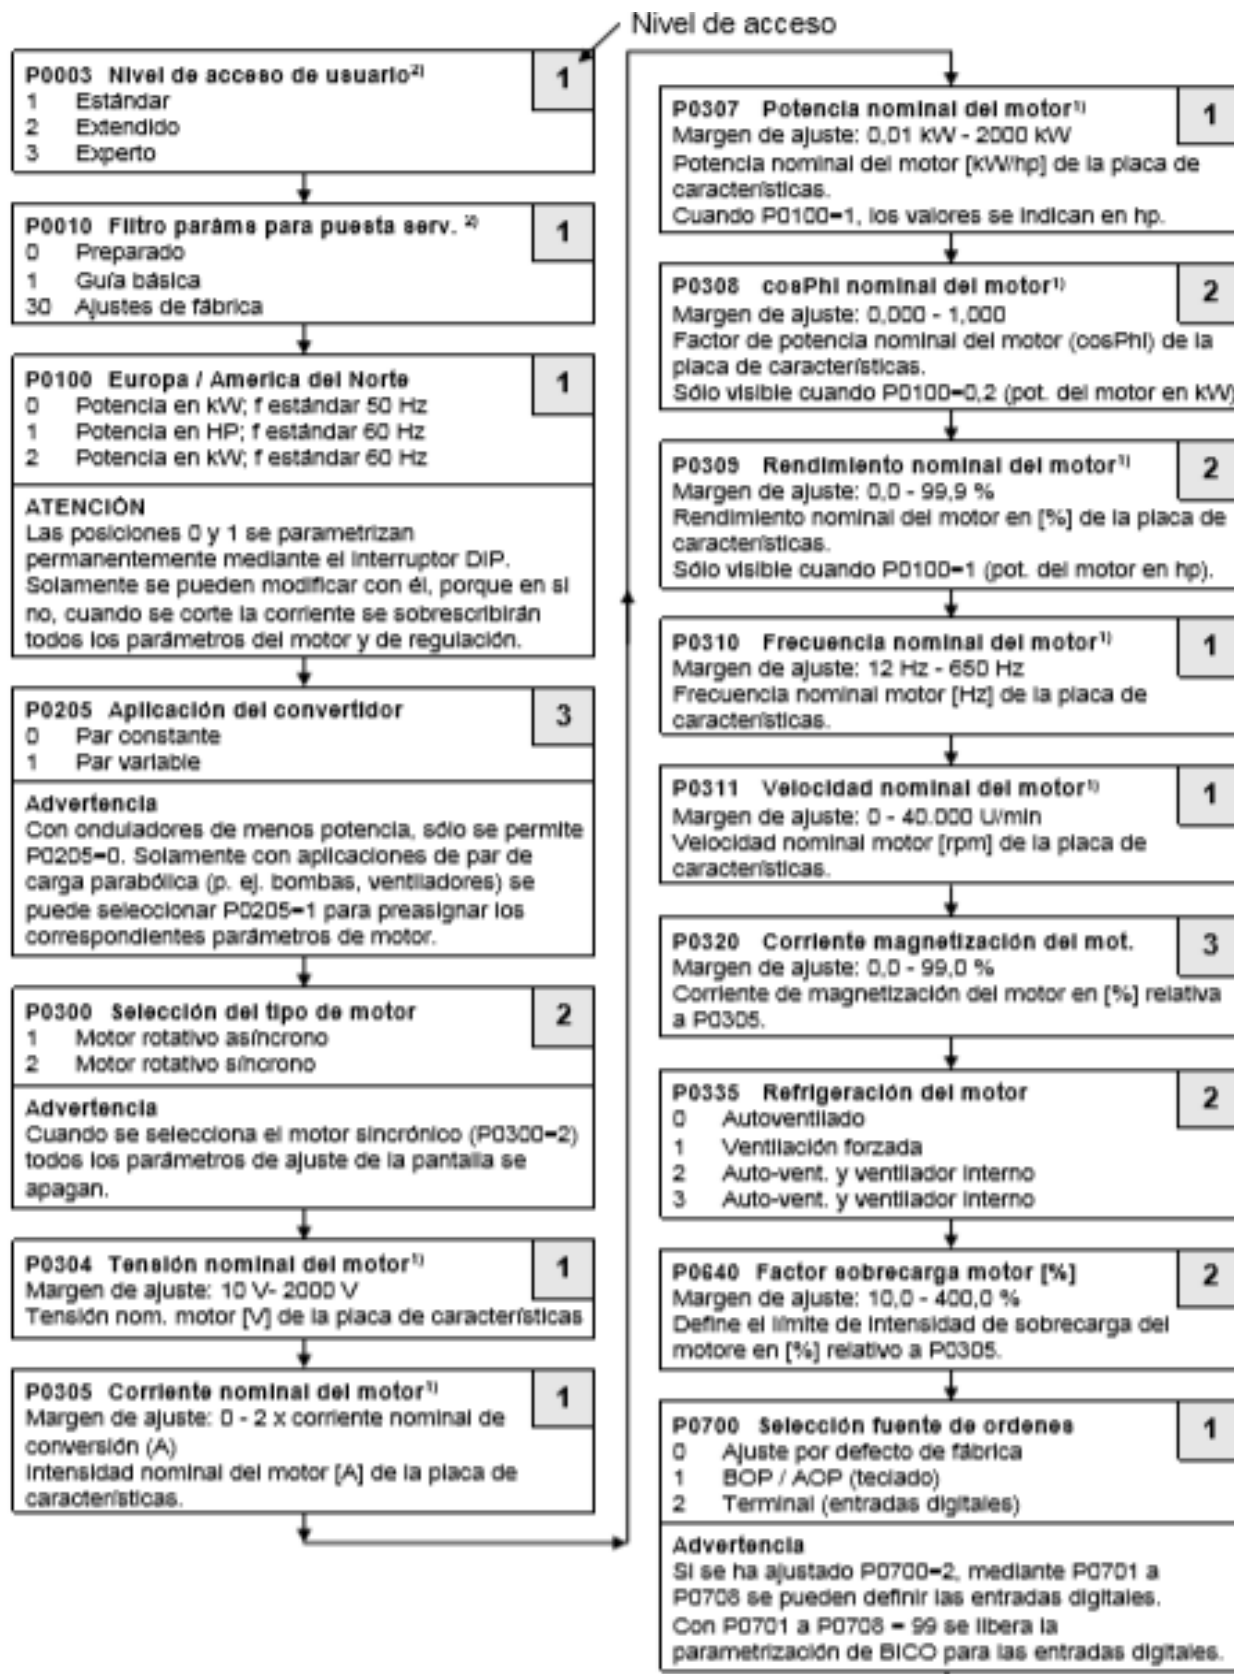 Nivel de acceso
P0003 Nivel de acceso de usuario²⁾
1
1 Estándar
2 Extendido
3 Experto
P0010 Filtro paráms para puesta serv. ²⁾
1
0 Preparado
1 Guía básica
30 Ajustes de fábrica
P0100 Europa / America del Norte
1
0 Potencia en kW; f estándar 50 Hz
1 Potencia en HP; f estándar 60 Hz
2 Potencia en kW; f estándar 60 Hz
ATENCIÓN
Las posiciones 0 y 1 se parametrizan
permanentemente mediante el interruptor DIP.
Solamente se pueden modificar con él, porque en si
no, cuando se corte la corriente se sobrescribirán
todos los parámetros del motor y de regulación.
P0205 Aplicación del convertidor
3
0 Par constante
1 Par variable
Advertencia
Con onduladores de menos potencia, sólo se permite
P0205=0. Solamente con aplicaciones de par de
carga parabólica (p. ej. bombas, ventiladores) se
puede seleccionar P0205=1 para preasignar los
correspondientes parámetros de motor.
P0300 Selección del tipo de motor
2
1 Motor rotativo asíncrono
2 Motor rotativo síncrono
Advertencia
Cuando se selecciona el motor sincrónico (P0300=2)
todos los parámetros de ajuste de la pantalla se
apagan.
P0304 Tensión nominal del motor¹⁾
1
Margen de ajuste: 10 V- 2000 V
Tensión nom. motor [V] de la placa de características
P0305 Corriente nominal del motor¹⁾
1
Margen de ajuste: 0 - 2 x corriente nominal de
conversión (A)
Intensidad nominal del motor [A] de la placa de
características.
P0307 Potencia nominal del motor¹⁾
1
Margen de ajuste: 0,01 kW - 2000 kW
Potencia nominal del motor [kW/hp] de la placa de
características.
Cuando P0100=1, los valores se indican en hp.
P0308 cosPhi nominal del motor¹⁾
2
Margen de ajuste: 0,000 - 1,000
Factor de potencia nominal del motor (cosPhi) de la
placa de características.
Sólo visible cuando P0100=0,2 (pot. del motor en kW)
P0309 Rendimiento nominal del motor¹⁾
2
Margen de ajuste: 0,0 - 99,9 %
Rendimiento nominal del motor en [%] de la placa de
características.
Sólo visible cuando P0100=1 (pot. del motor en hp).
P0310 Frecuencia nominal del motor¹⁾
1
Margen de ajuste: 12 Hz - 650 Hz
Frecuencia nominal motor [Hz] de la placa de
características.
P0311 Velocidad nominal del motor¹⁾
1
Margen de ajuste: 0 - 40.000 U/min
Velocidad nominal motor [rpm] de la placa de
características.
P0320 Corriente magnetización del mot.
3
Margen de ajuste: 0,0 - 99,0 %
Corriente de magnetización del motor en [%] relativa
a P0305.
P0335 Refrigeración del motor
2
0 Autoventilado
1 Ventilación forzada
2 Auto-vent. y ventilador interno
3 Auto-vent. y ventilador interno
P0640 Factor sobrecarga motor [%]
2
Margen de ajuste: 10,0 - 400,0 %
Define el límite de intensidad de sobrecarga del
motore en [%] relativo a P0305.
P0700 Selección fuente de ordenes
1
0 Ajuste por defecto de fábrica
1 BOP / AOP (teclado)
2 Terminal (entradas digitales)
Advertencia
Si se ha ajustado P0700=2, mediante P0701 a
P0708 se pueden definir las entradas digitales.
Con P0701 a P0708 = 99 se libera la
parametrización de BICO para las entradas digitales.